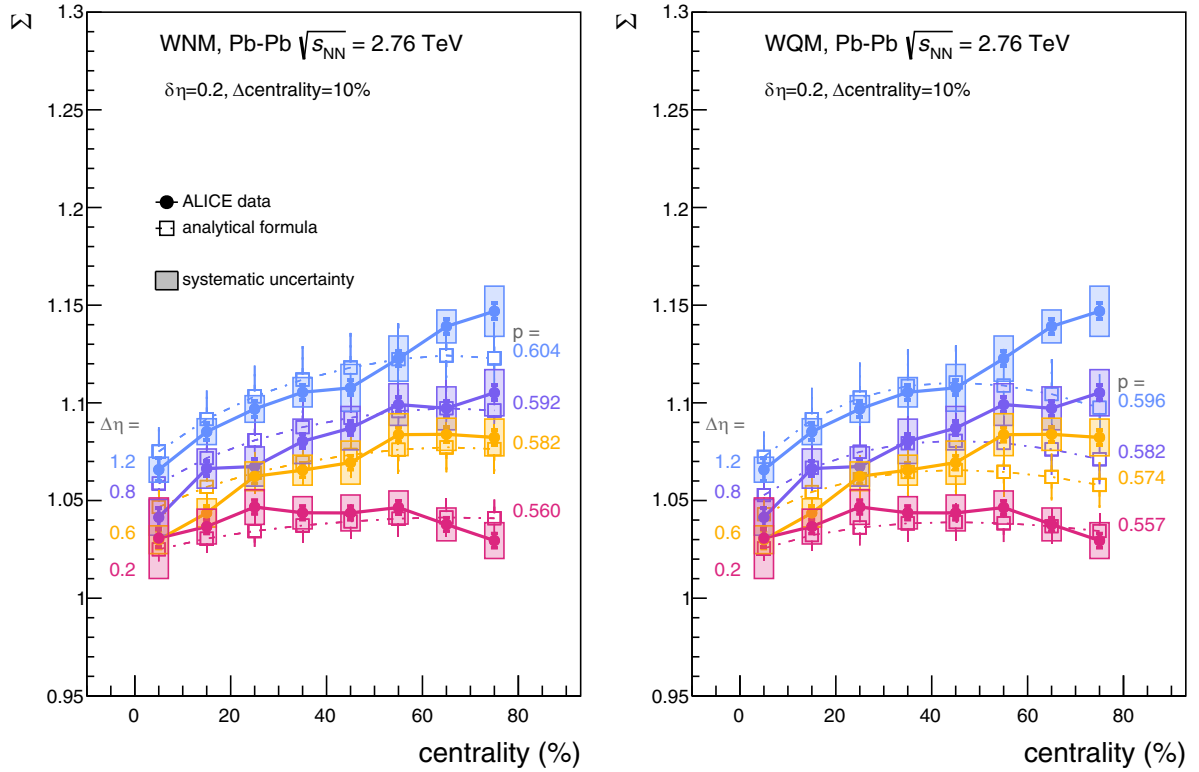 Σ
WNM, Pb-Pb √s_NN = 2.76 TeV
δη=0.2, Δcentrality=10%
ALICE data
analytical formula
systematic uncertainty
1.3
1.25
1.2
1.15
1.1
1.05
1
0.95
Δη =
1.2
0.8
0.6
0.2
p =
0.604
0.592
0.582
0.560
0
20
40
60
80
centrality (%)
Σ
WQM, Pb-Pb √s_NN = 2.76 TeV
δη=0.2, Δcentrality=10%
1.3
1.25
1.2
1.15
1.1
1.05
1
0.95
Δη =
1.2
0.8
0.6
0.2
p =
0.596
0.582
0.574
0.557
0
20
40
60
80
centrality (%)